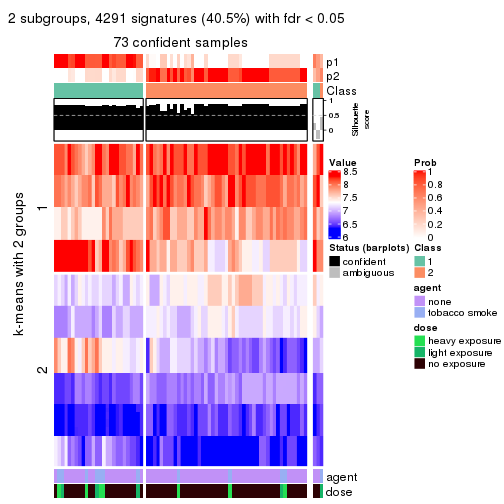 2 subgroups, 4291 signatures (40.5%) with fdr < 0.05
73 confident samples
p1
p2
Class
1
0.5
0
Silhouette
score
k-means with 2 groups
1
2
Value
8.5
8
7.5
7
6.5
6
Prob
1
0.8
0.6
0.4
0.2
0
Status (barplots)
confident
ambiguous
Class
1
2
agent
none
tobacco smoke
dose
heavy exposure
light exposure
no exposure
agent
dose